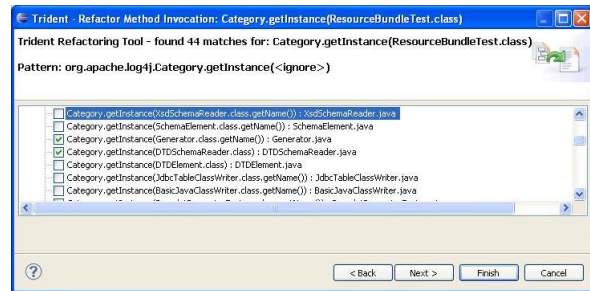 Trident - Refactor Method Invocation: Category.getInstance(ResourceBundleTest.class)
Trident Refactoring Tool - found 44 matches for: Category.getInstance(ResourceBundleTest.class)
Pattern: org.apache.log4j.Category.getInstance(<ignore>)
Category.getInstance(XsdSchemaReader.class.getName()) : XsdSchemaReader.java
Category.getInstance(SchemaElement.class.getName()) : SchemaElement.java
Category.getInstance(Generator.class.getName()) : Generator.java
Category.getInstance(DTDSchemaReader.class) : DTDSchemaReader.java
Category.getInstance(DTDElement.class) : DTDElement.java
Category.getInstance(JdbcTableClassWriter.class.getName()) : JdbcTableClassWriter.java
Category.getInstance(BasicJavaClassWriter.class.getName()) : BasicJavaClassWriter.java
? < Back Next > Finish Cancel